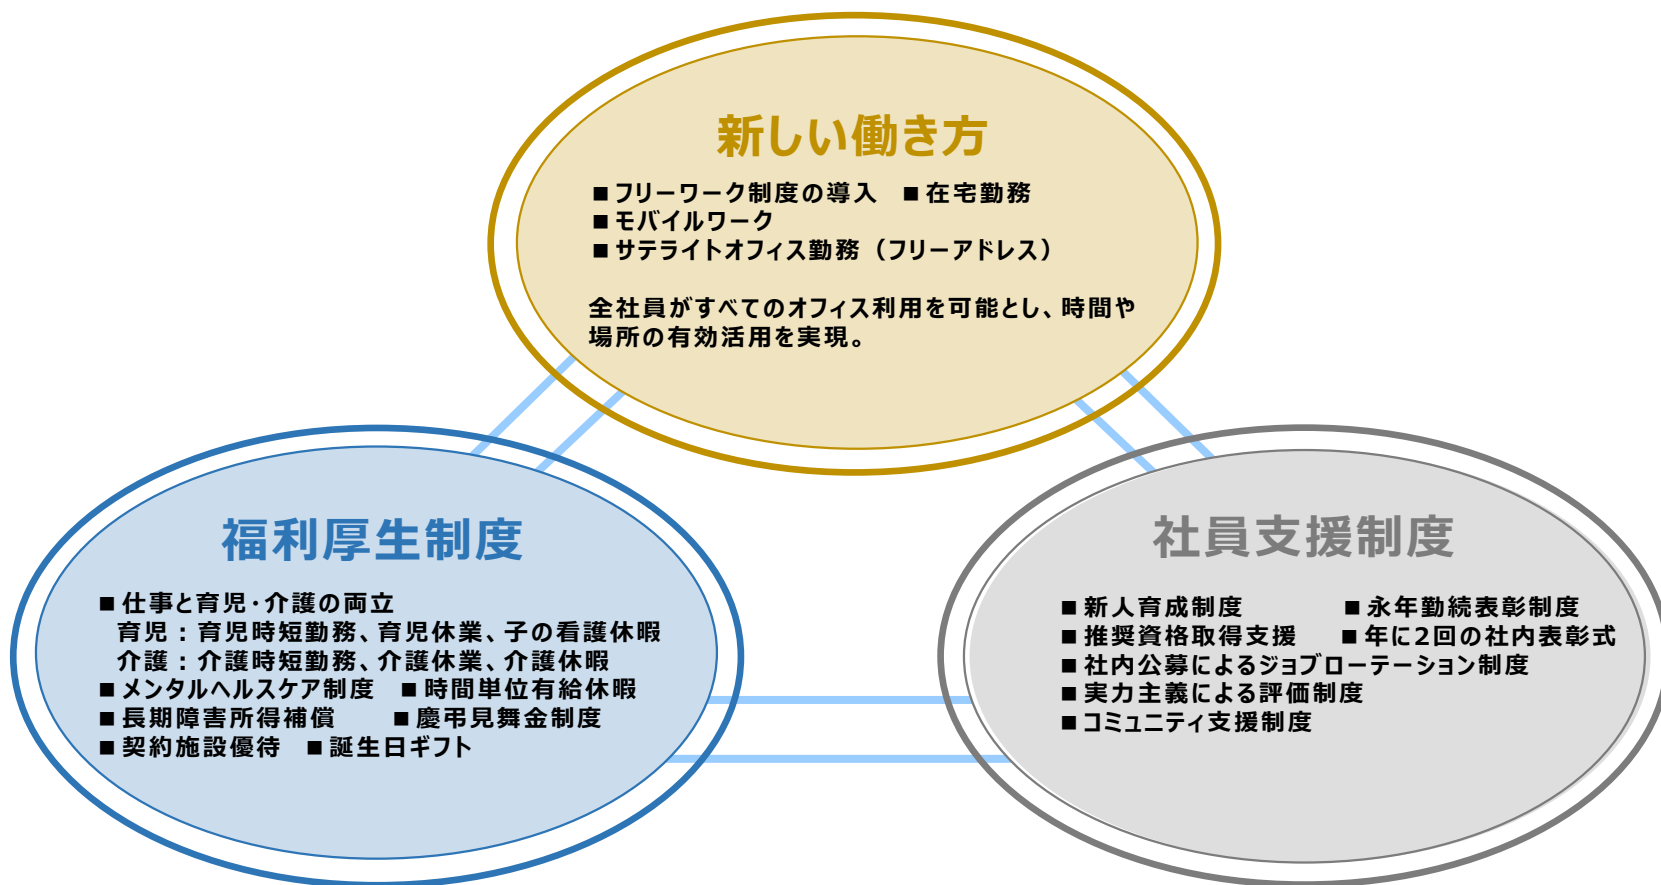 新しい働き方
■フリーワーク制度の導入 ■在宅勤務
■モバイルワーク
■サテライトオフィス勤務（フリーアドレス）
全社員がすべてのオフィス利用を可能とし、時間や
場所の有効活用を実現。
福利厚生制度
■仕事と育児・介護の両立
育児：育児時短勤務、育児休業、子の看護休暇
介護：介護時短勤務、介護休業、介護休暇
■メンタルヘルスケア制度 ■時間単位有給休暇
■長期障害所得補償 ■慶弔見舞金制度
■契約施設優待 ■誕生日ギフト
社員支援制度
■新人育成制度 ■永年勤続表彰制度
■推奨資格取得支援 ■年に2回の社内表彰式
■社内公募によるジョブローテーション制度
■実力主義による評価制度
■コミュニティ支援制度